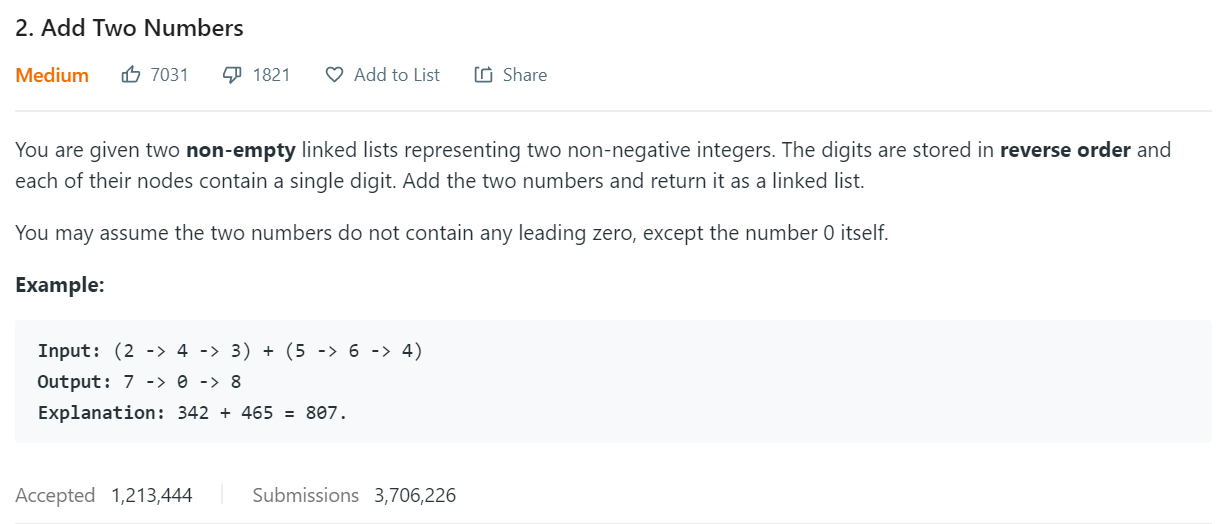 2. Add Two Numbers
Medium 7031 1821 Add to List Share
You are given two non-empty linked lists representing two non-negative integers. The digits are stored in reverse order and
each of their nodes contain a single digit. Add the two numbers and return it as a linked list.
You may assume the two numbers do not contain any leading zero, except the number 0 itself.
Example:
Input: (2 -> 4 -> 3) + (5 -> 6 -> 4)
Output: 7 -> 0 -> 8
Explanation: 342 + 465 = 807.
Accepted 1,213,444 Submissions 3,706,226